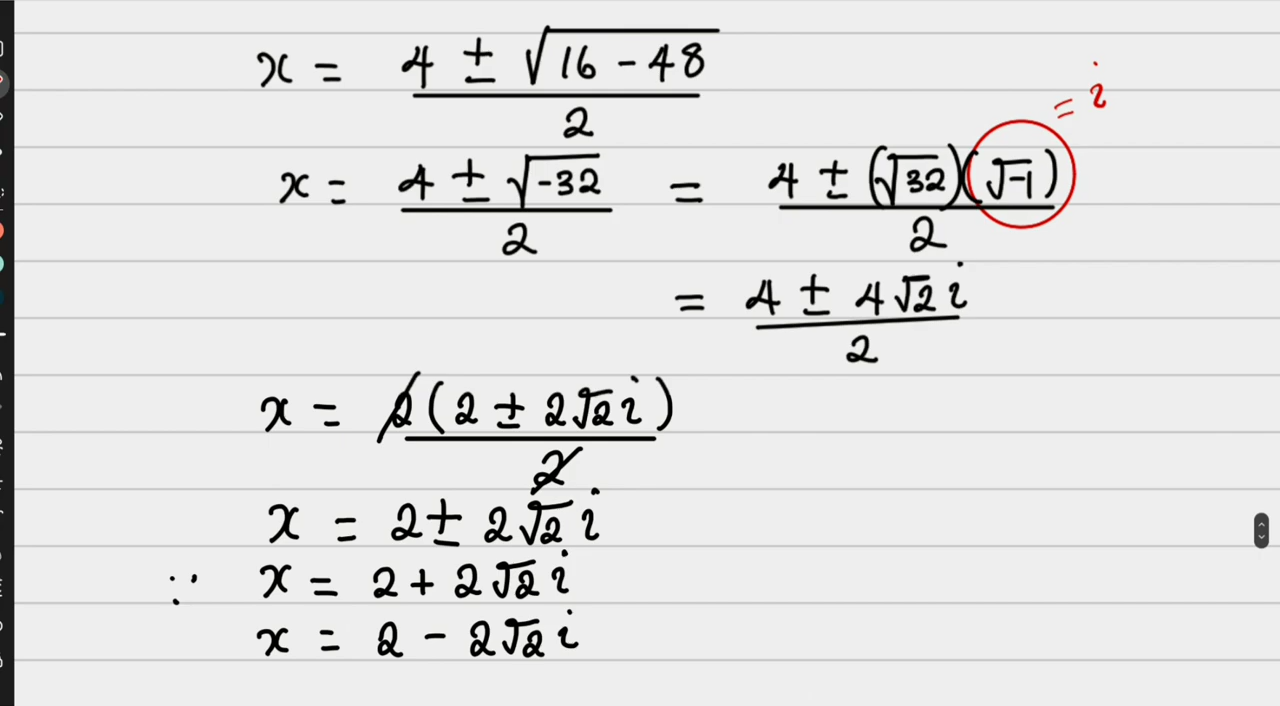 x = (4 ± √(16 - 48))/2
= i
x = (4 ± √(-32))/2 = (4 ± (√32)(√-1))/2
= (4 ± 4√2 i)/2
x = 2(2 ± 2√2 i)/2
x = 2 ± 2√2 i
∵ x = 2 + 2√2 i
x = 2 - 2√2 i